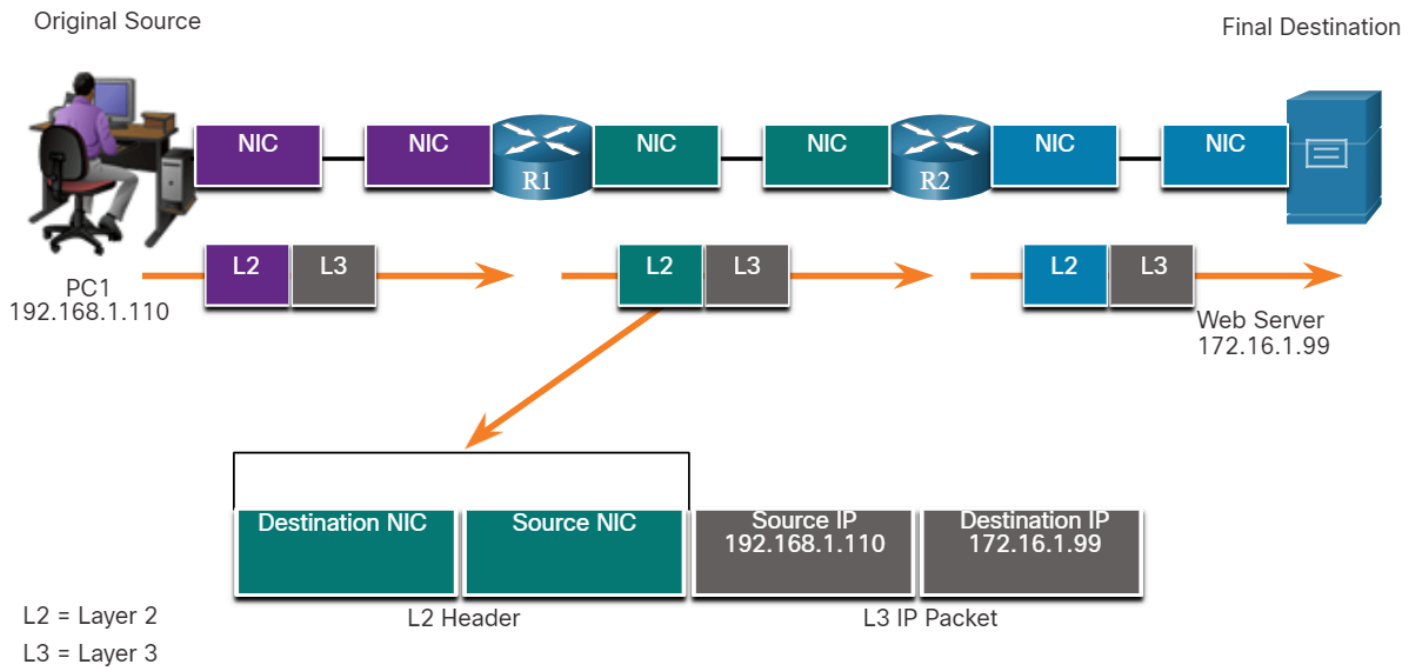 Original Source
Final Destination
NIC
NIC
NIC
NIC
NIC
NIC
R1
R2
L2
L3
L2
L3
L2
L3
PC1
192.168.1.110
Web Server
172.16.1.99
Destination NIC
Source NIC
Source IP
192.168.1.110
Destination IP
172.16.1.99
L2 = Layer 2
L2 Header
L3 IP Packet
L3 = Layer 3